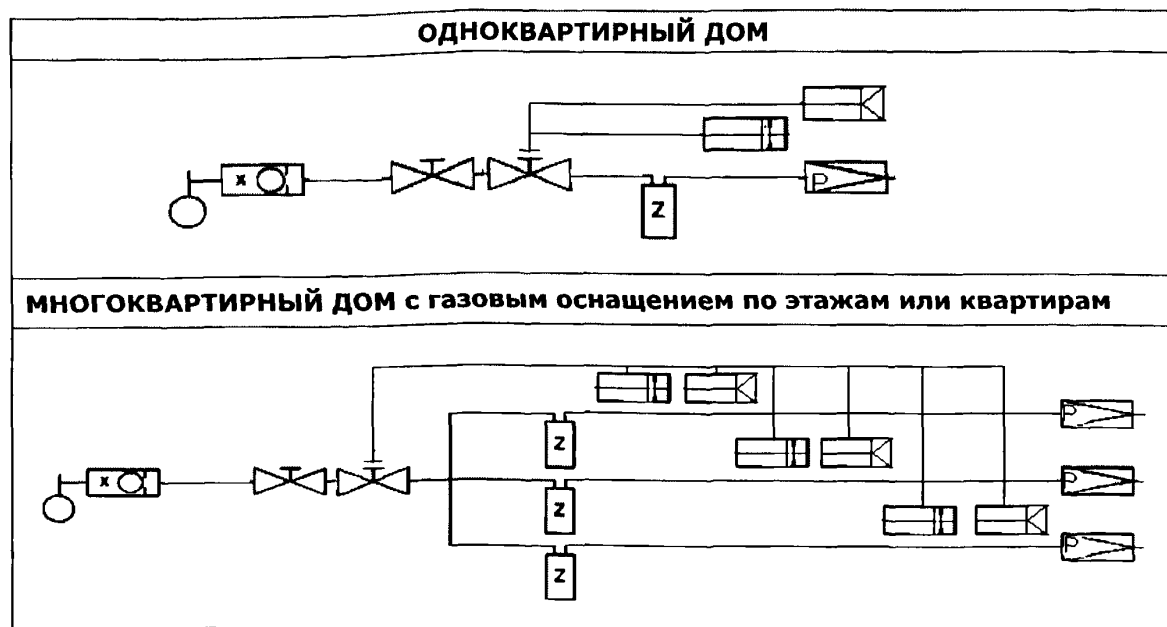 ОДНОКВАРТИРНЫЙ ДОМ
x
Z
P
МНОГОКВАРТИРНЫЙ ДОМ с газовым оснащением по этажам или квартирам
Z
P
x
Z
P
Z
P